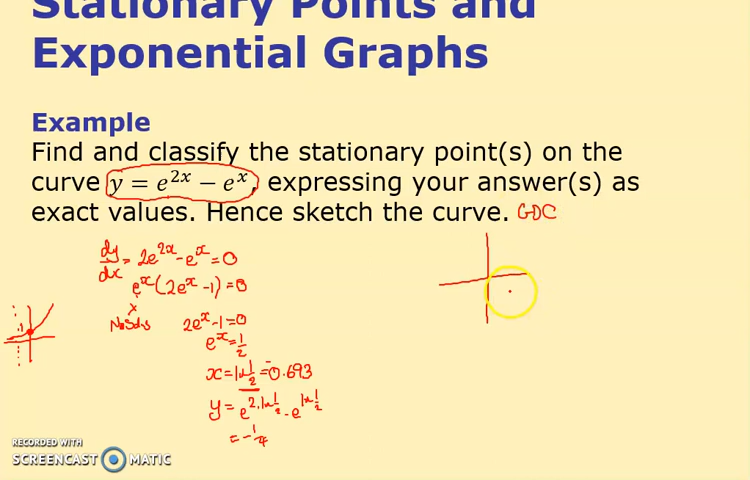 Stationary Points and
Exponential Graphs
Example
Find and classify the stationary point(s) on the
curve y = e^{2x} − e^x, expressing your answer(s) as
exact values. Hence sketch the curve. GDC
dy/dx = 2e^{2x} - e^x = 0
e^x(2e^x - 1) = 0
No Solns
2e^x - 1 = 0
e^x = 1/2
x = ln 1/2 = -0.693
y = e^{2.ln 1/2} - e^{ln 1/2}
= -1/4
RECORDED WITH
SCREENCAST MATIC